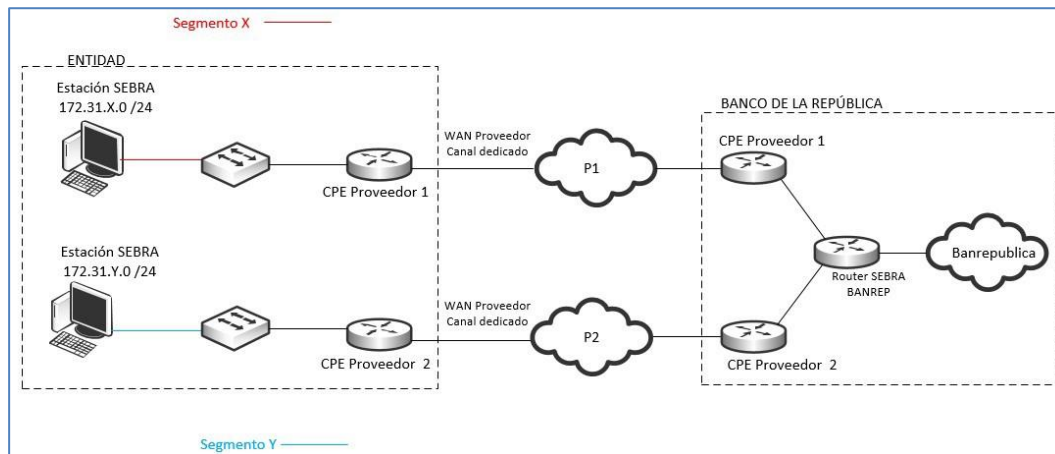 Segmento X
ENTIDAD
Estación SEBRA
172.31.X.0 /24
CPE Proveedor 1
WAN Proveedor
Canal dedicado
P1
BANCO DE LA REPÚBLICA
CPE Proveedor 1
Estación SEBRA
172.31.Y.0 /24
CPE Proveedor 2
WAN Proveedor
Canal dedicado
P2
Router SEBRA
BANREP
Banrepublica
CPE Proveedor 2
Segmento Y